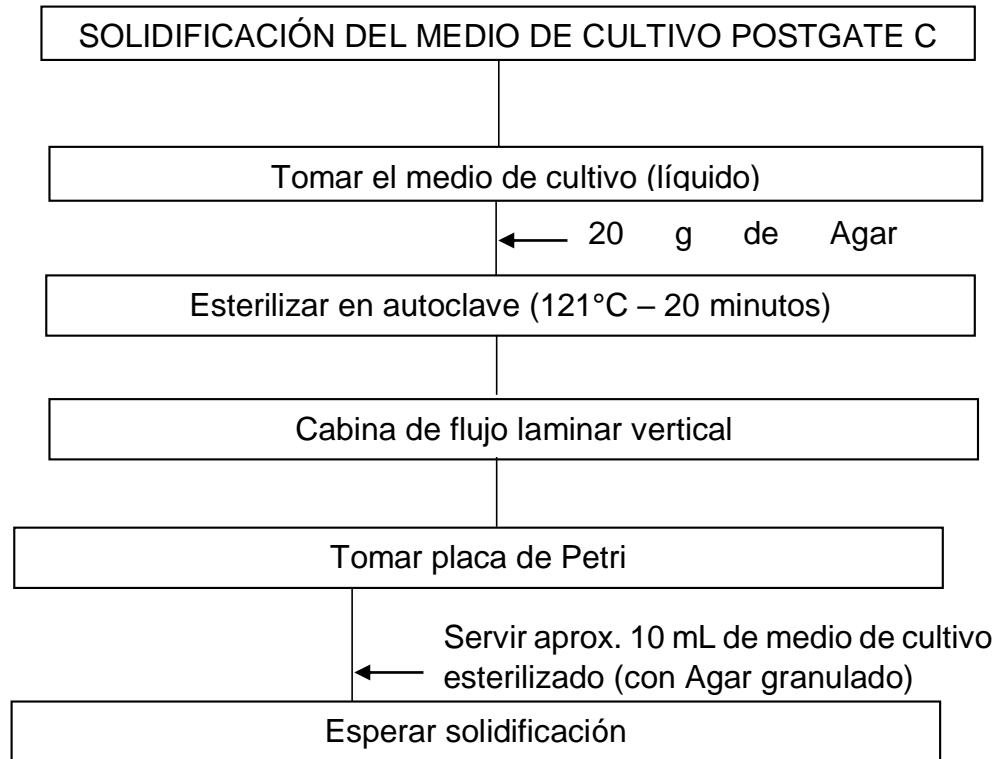 SOLIDIFICACIÓN DEL MEDIO DE CULTIVO POSTGATE C
Tomar el medio de cultivo (líquido)
20 g de Agar
Esterilizar en autoclave (121°C – 20 minutos)
Cabina de flujo laminar vertical
Tomar placa de Petri
Servir aprox. 10 mL de medio de cultivo
esterilizado (con Agar granulado)
Esperar solidificación